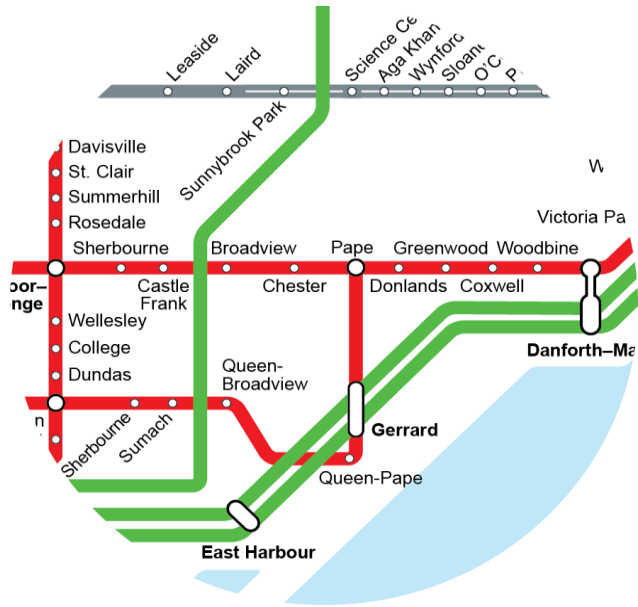 Leaside
Laird
Sunnybrook Park
Science Ce
Aga Khan
Wynford
Sloan
O'C
P
Davisville
St. Clair
Summerhill
Rosedale
W
Victoria Pa
Sherbourne
Castle
Frank
Broadview
Chester
Pape
Donlands
Greenwood
Coxwell
Woodbine
oor–
nge
Wellesley
College
Dundas
Danforth–Ma
n
Sherbourne
Sumach
Queen-
Broadview
Gerrard
Queen-Pape
East Harbour